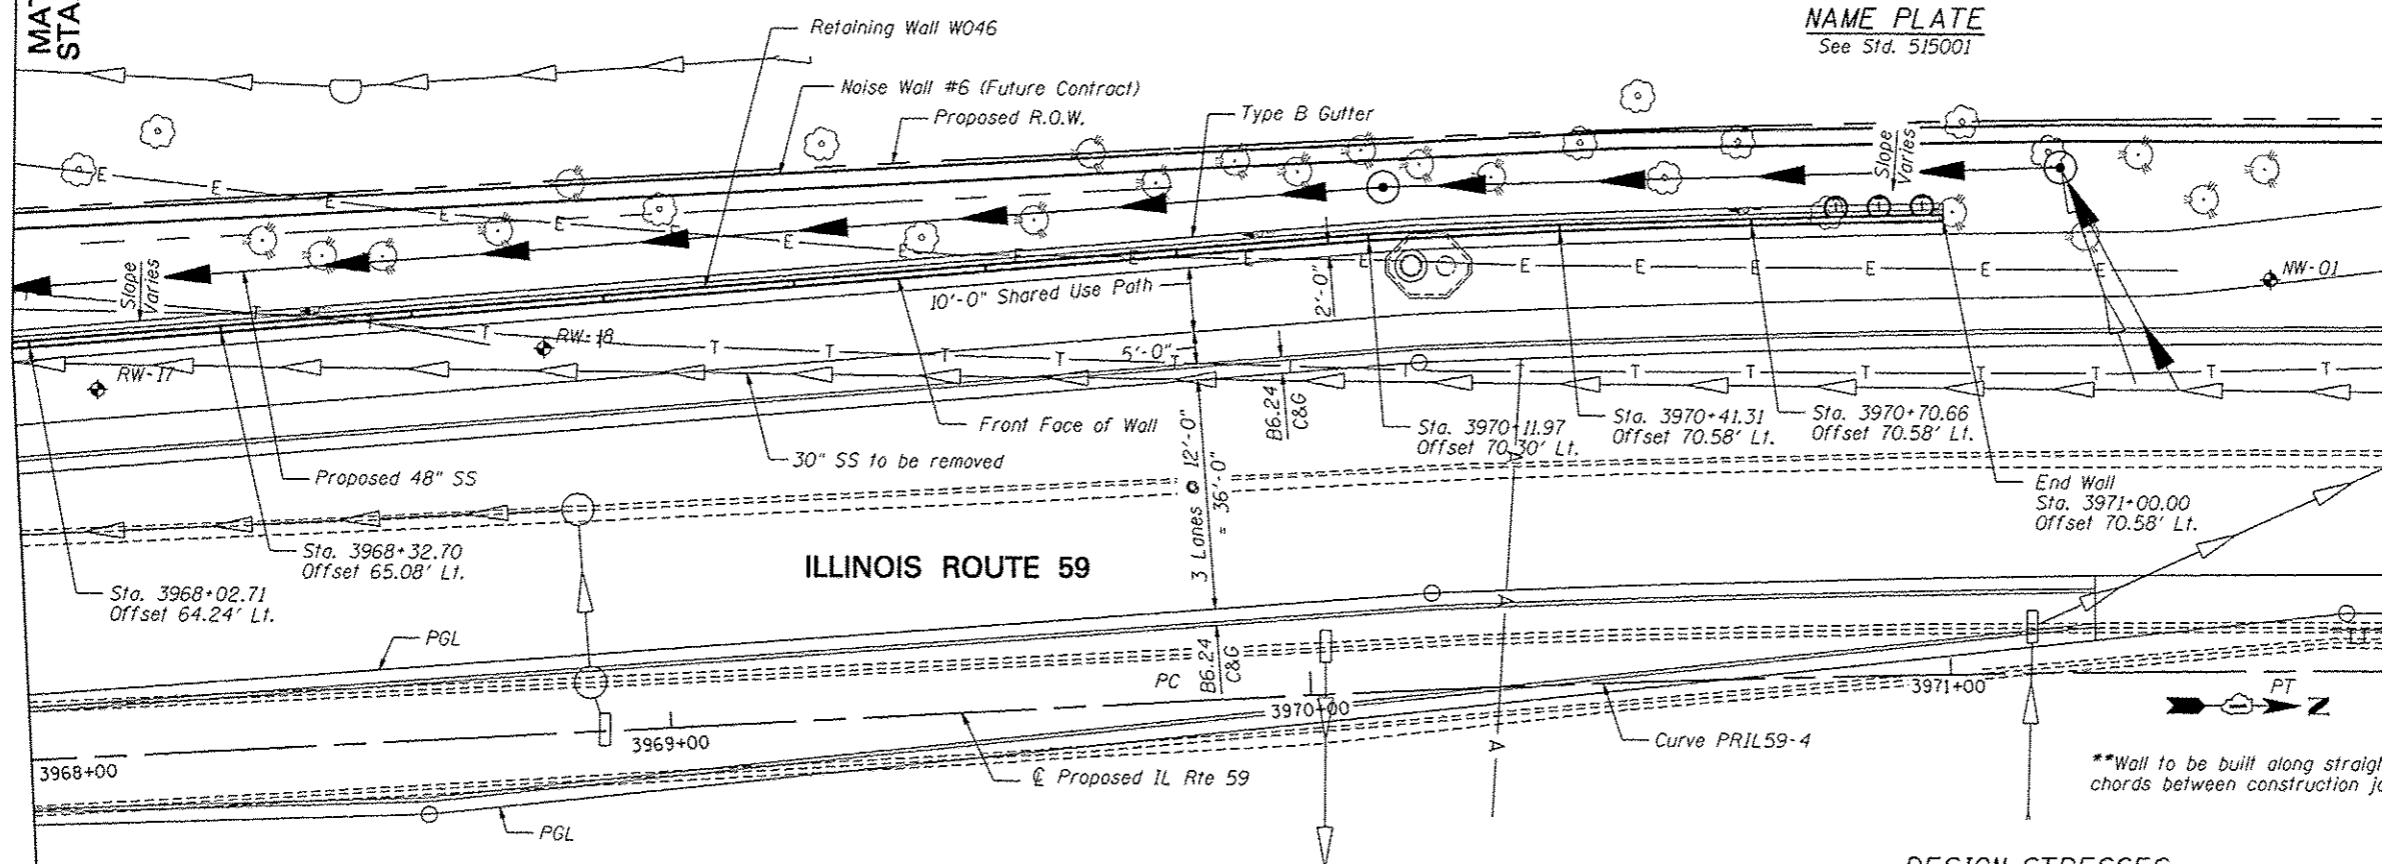 MAT
STA
NAME PLATE
See Std. 515001
Retaining Wall W046
Noise Wall #6 (Future Contract)
Proposed R.O.W.
Type B Gutter
Slope
Varies
Slope
Varies
10'-0" Shared Use Path
2'-0"
NW-01
RW-18
RW-17
5'-0"
B6.24
C&G
Front Face of Wall
Sta. 3970+11.97
Offset 70.30' Lt.
Sta. 3970+41.31
Offset 70.58' Lt.
Sta. 3970+70.66
Offset 70.58' Lt.
30" SS to be removed
Proposed 48" SS
3 Lanes @ 12'-0"
= 36'-0"
End Wall
Sta. 3971+00.00
Offset 70.58' Lt.
Sta. 3968+32.70
Offset 65.08' Lt.
ILLINOIS ROUTE 59
Sta. 3968+02.71
Offset 64.24' Lt.
PGL
PC
B6.24
C&G
3971+00
PT
N
3970+00
3969+00
3968+00
Curve PRIL59-4
℄ Proposed IL Rte 59
PGL
**Wall to be built along straigh
chords between construction jo
DESIGN STRESSES